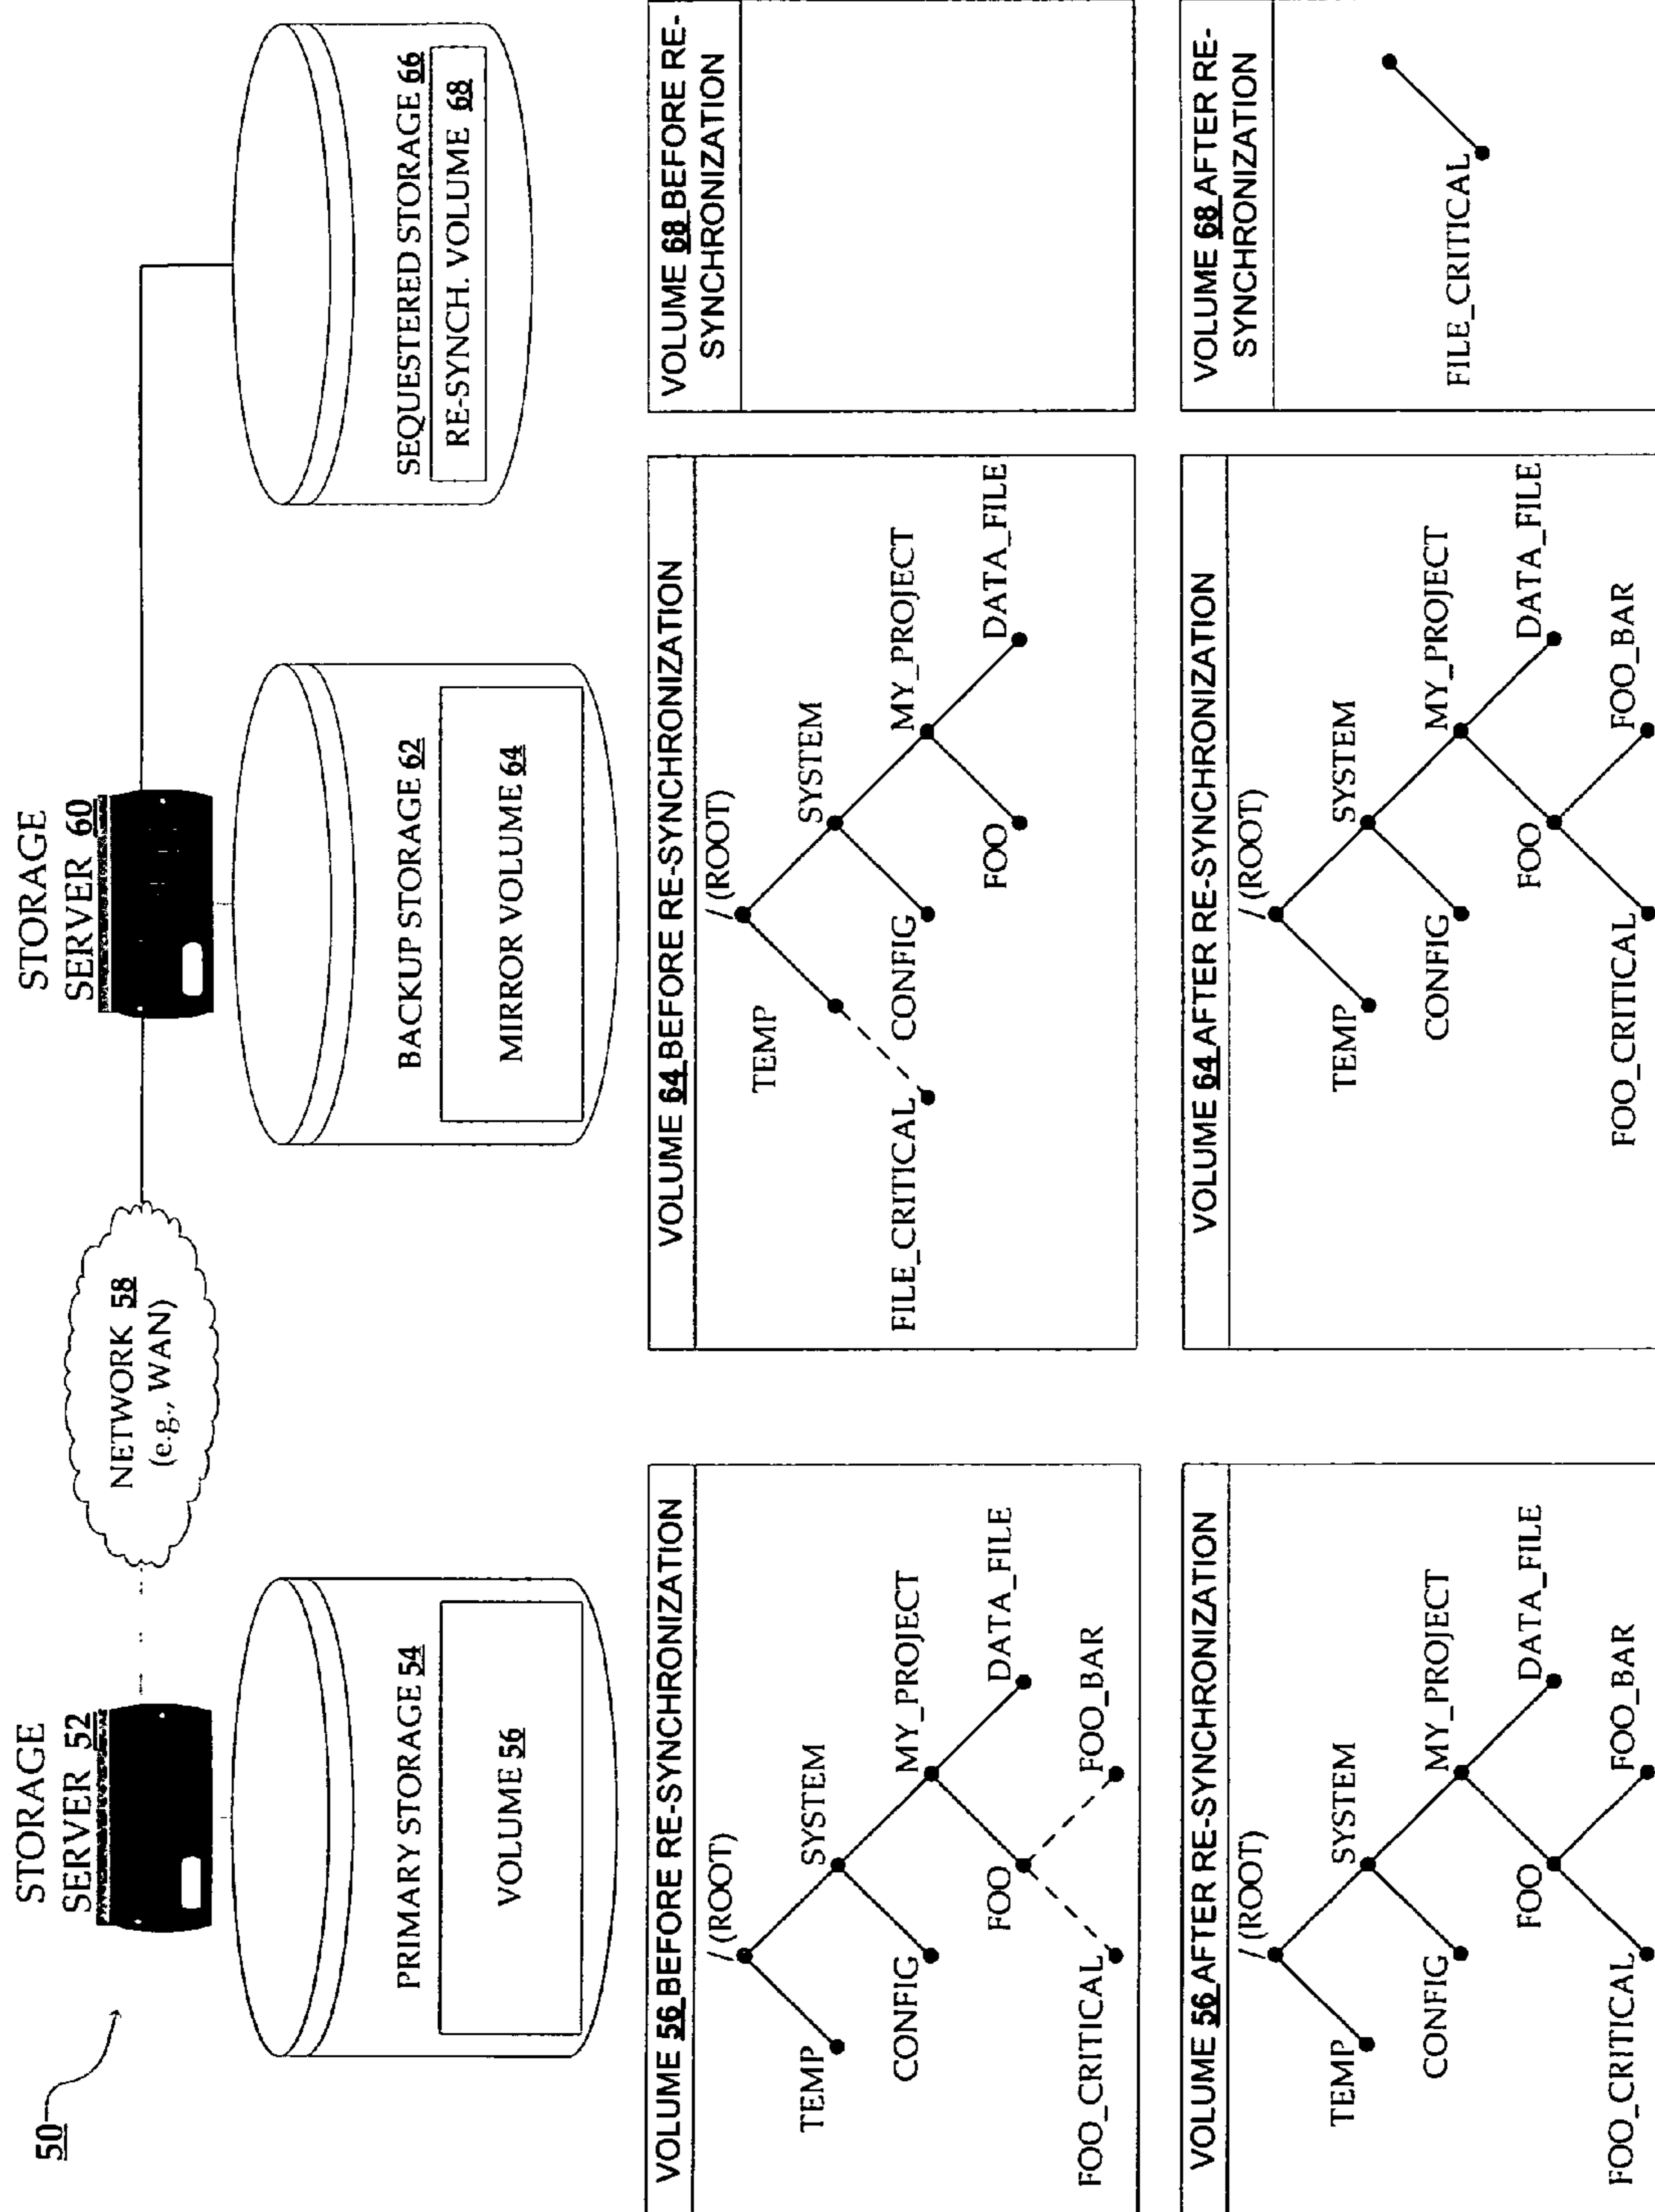 50
STORAGE
SERVER 52
NETWORK 58
(e.g., WAN)
STORAGE
SERVER 60
PRIMARY STORAGE 54
VOLUME 56
BACKUP STORAGE 62
MIRROR VOLUME 64
SEQUESTERED STORAGE 66
RE-SYNCH. VOLUME 68
VOLUME 56 BEFORE RE-SYNCHRONIZATION
/ (ROOT)
TEMP
SYSTEM
CONFIG
MY_PROJECT
FOO
DATA_FILE
FOO_CRITICAL
FOO_BAR
VOLUME 64 BEFORE RE-SYNCHRONIZATION
/ (ROOT)
TEMP
SYSTEM
FILE_CRITICAL
CONFIG
MY_PROJECT
FOO
DATA_FILE
VOLUME 68 BEFORE RE-
SYNCHRONIZATION
VOLUME 56 AFTER RE-SYNCHRONIZATION
/ (ROOT)
TEMP
SYSTEM
CONFIG
MY_PROJECT
FOO
DATA_FILE
FOO_CRITICAL
FOO_BAR
VOLUME 64 AFTER RE-SYNCHRONIZATION
/ (ROOT)
TEMP
SYSTEM
CONFIG
MY_PROJECT
FOO
DATA_FILE
FOO_CRITICAL
FOO_BAR
VOLUME 68 AFTER RE-
SYNCHRONIZATION
FILE_CRITICAL